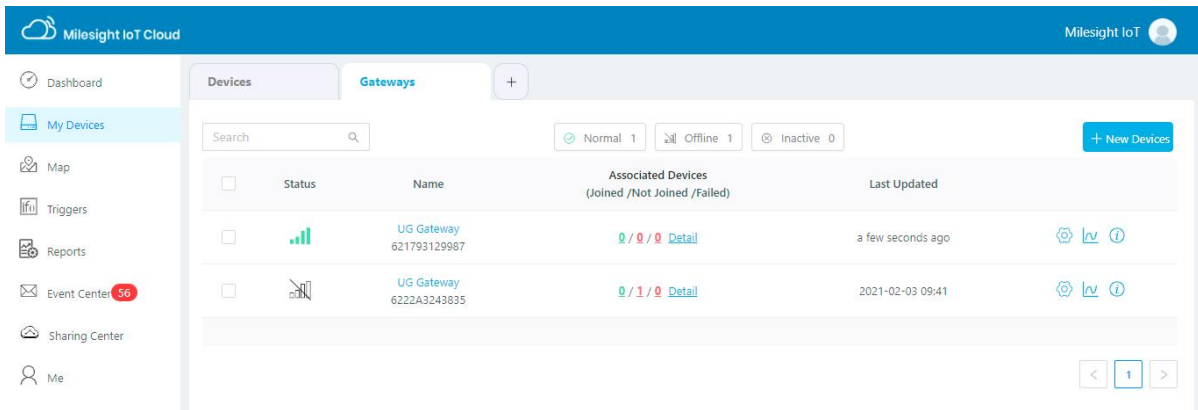 Milesight IoT Cloud
Milesight IoT
Dashboard
My Devices
Map
Triggers
Reports
Event Center 56
Sharing Center
Me
Devices
Gateways
+
Search
Normal 1
Offline 1
Inactive 0
+ New Devices
Status
Name
Associated Devices
(Joined /Not Joined /Failed)
Last Updated
UG Gateway
621793129987
0 / 0 / 0 Detail
a few seconds ago
UG Gateway
6222A3243835
0 / 1 / 0 Detail
2021-02-03 09:41
< 1 >